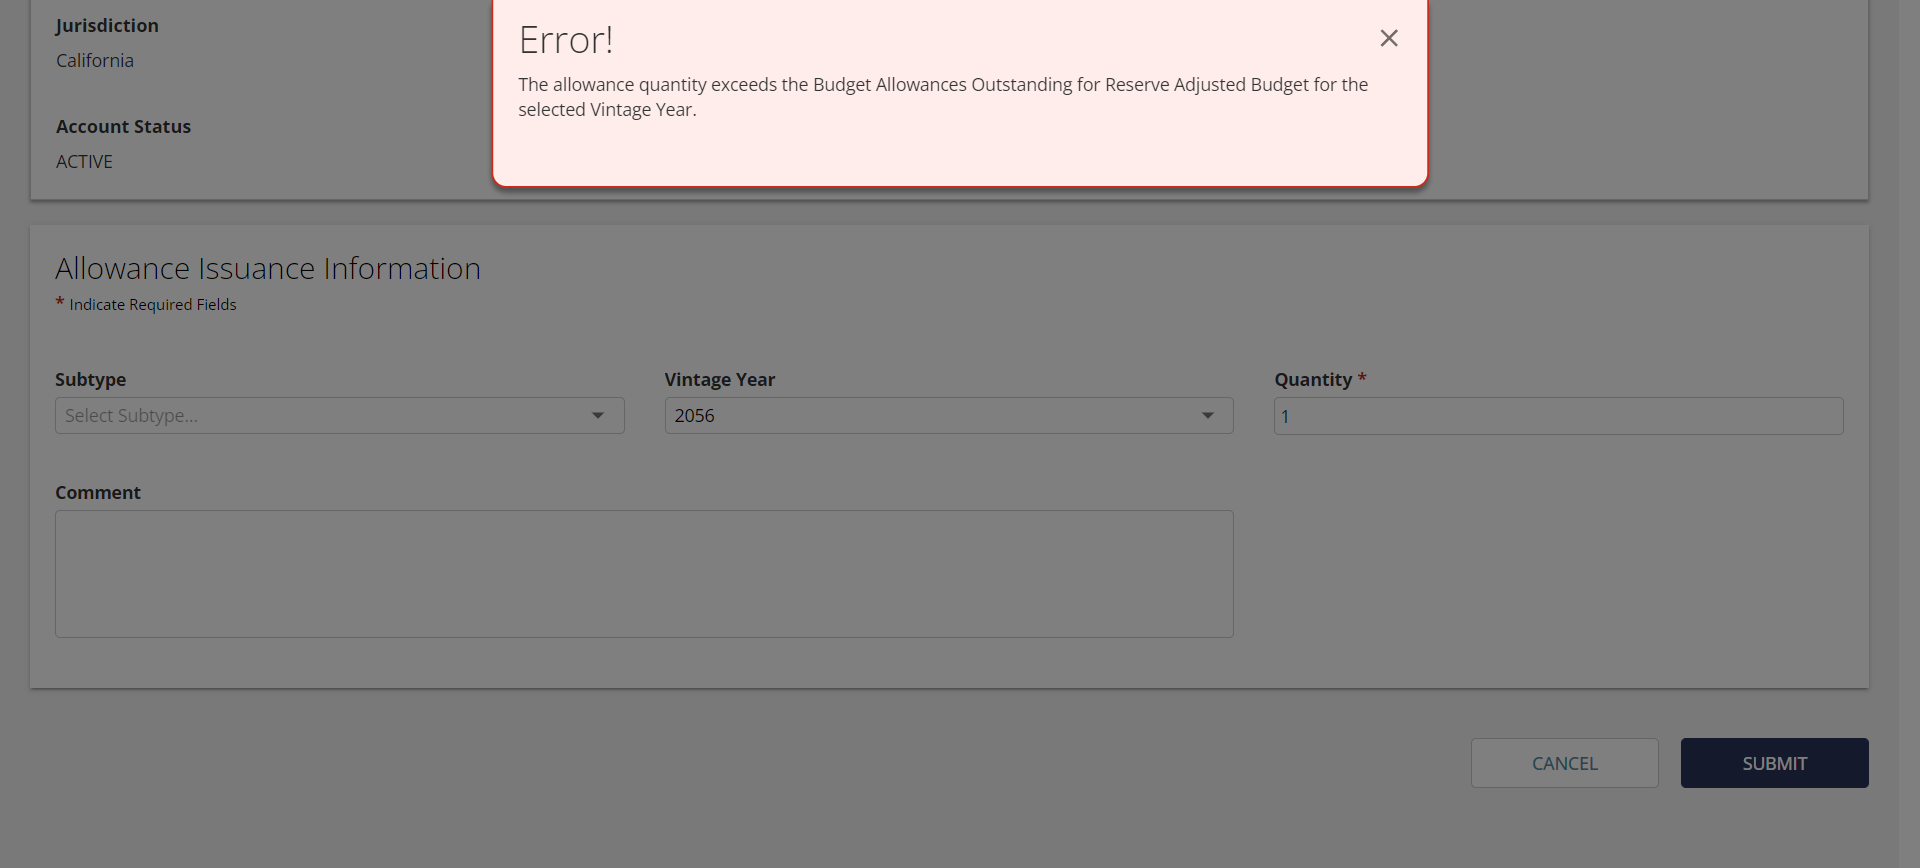 Jurisdiction
California
Account Status
ACTIVE
Error!
The allowance quantity exceeds the Budget Allowances Outstanding for Reserve Adjusted Budget for the
selected Vintage Year.
Allowance Issuance Information
* Indicate Required Fields
Subtype
Select Subtype...
Vintage Year
2056
Quantity *
1
Comment
CANCEL
SUBMIT